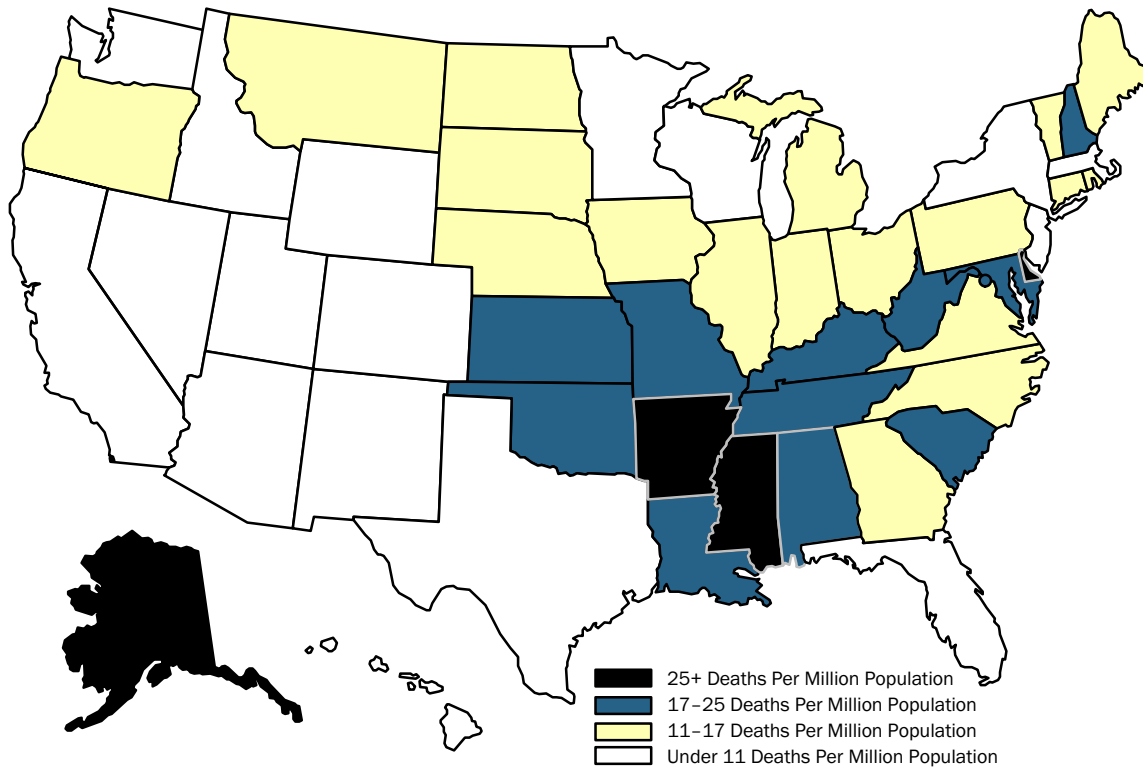 25+ Deaths Per Million Population
17–25 Deaths Per Million Population
11–17 Deaths Per Million Population
Under 11 Deaths Per Million Population